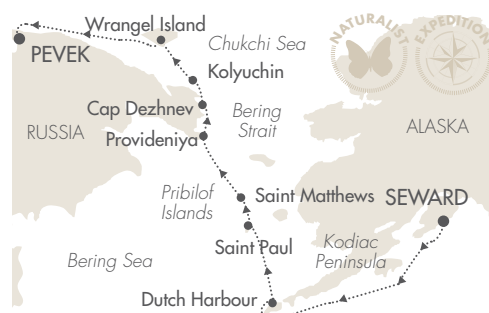 Wrangel Island
PEVEK
Chukchi Sea
NATURALIST
EXPEDITION
Kolyuchin
Cap Dezhnev
Bering
Strait
RUSSIA
ALASKA
Provideniya
Pribilof
Islands
Saint Matthews
SEWARD
Saint Paul
Kodiac
Peninsula
Bering Sea
Dutch Harbour